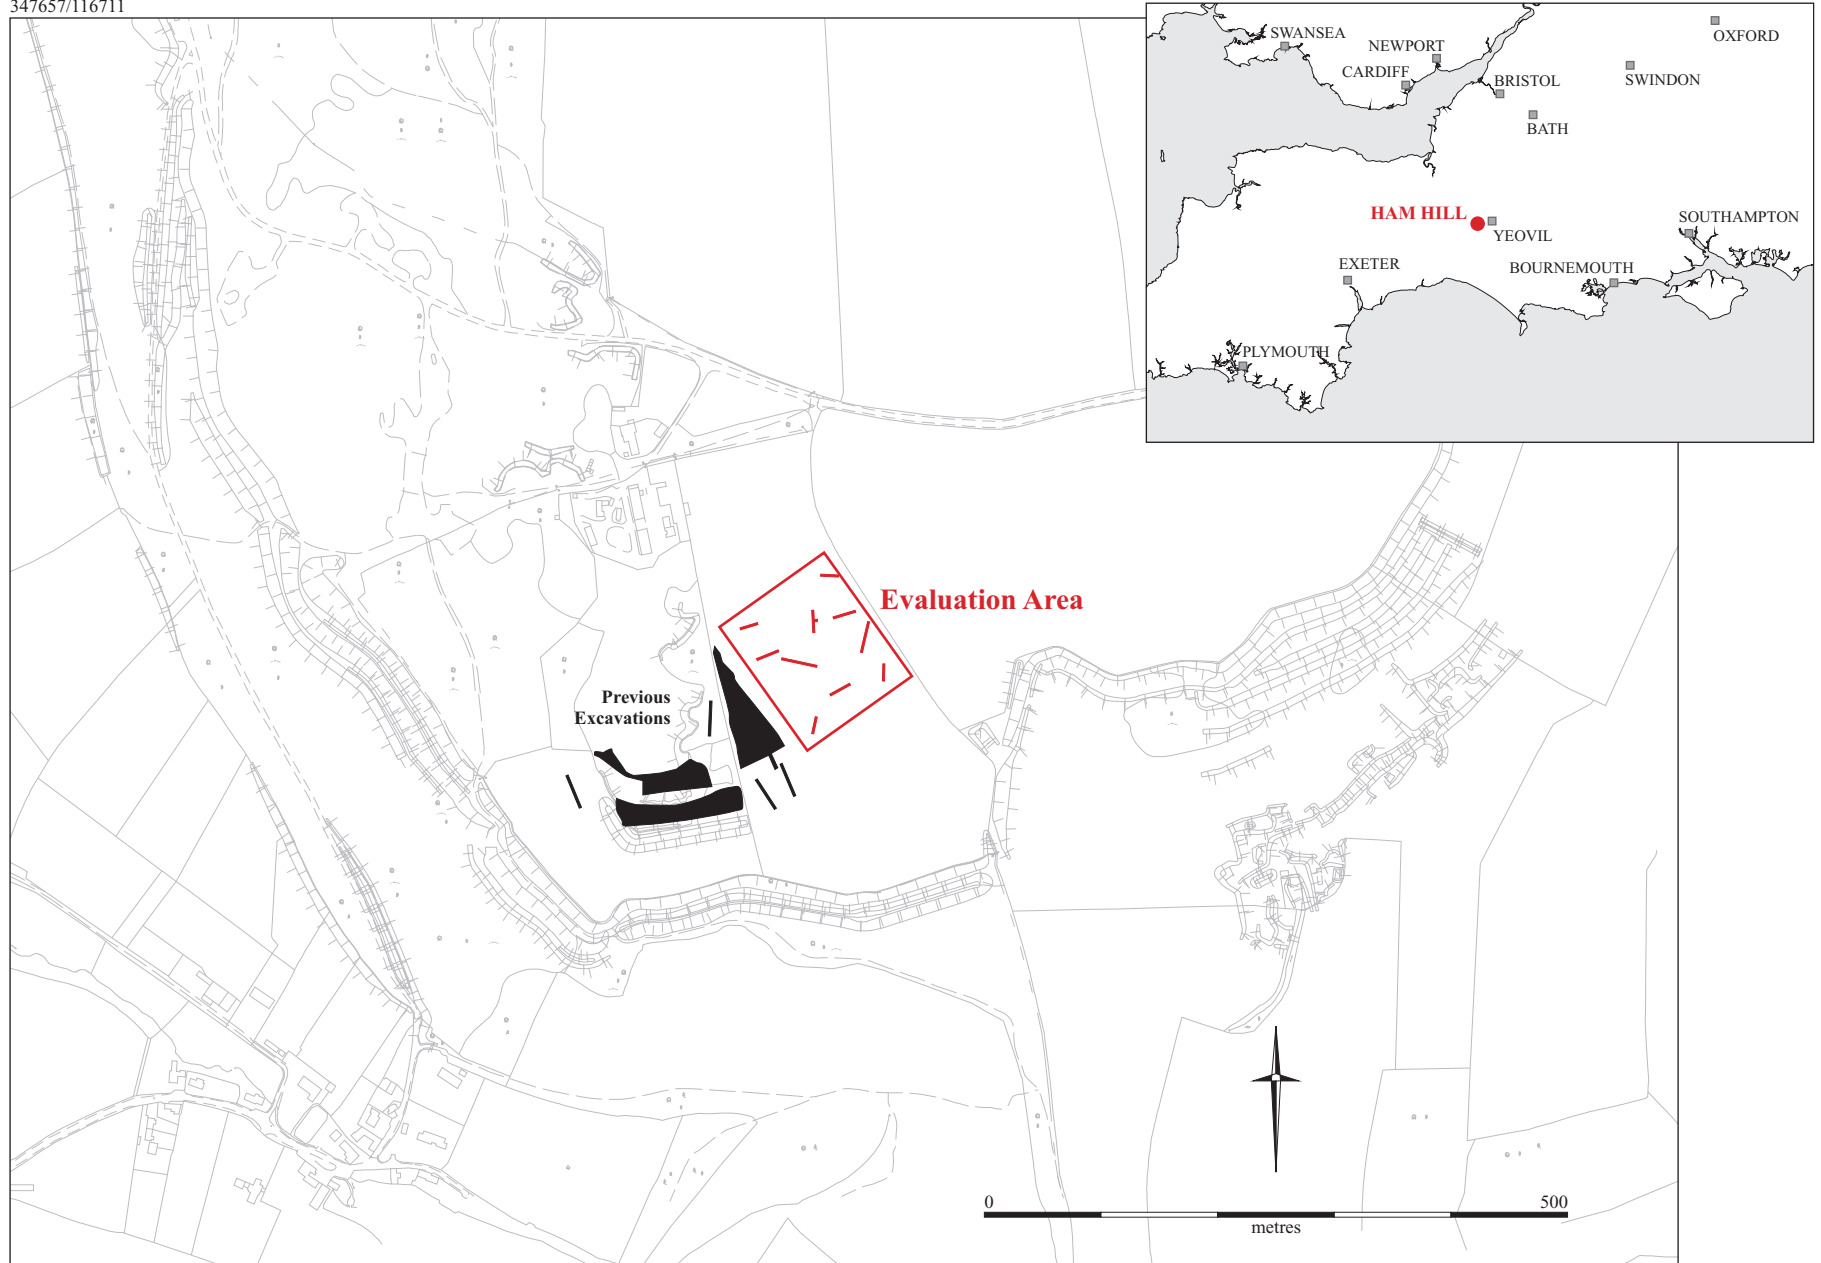 347657/116711
SWANSEA
NEWPORT
CARDIFF
BRISTOL
BATH
OXFORD
SWINDON
HAM HILL
YEOVIL
SOUTHAMPTON
EXETER
BOURNEMOUTH
PLYMOUTH
Evaluation Area
Previous
Excavations
0
500
metres